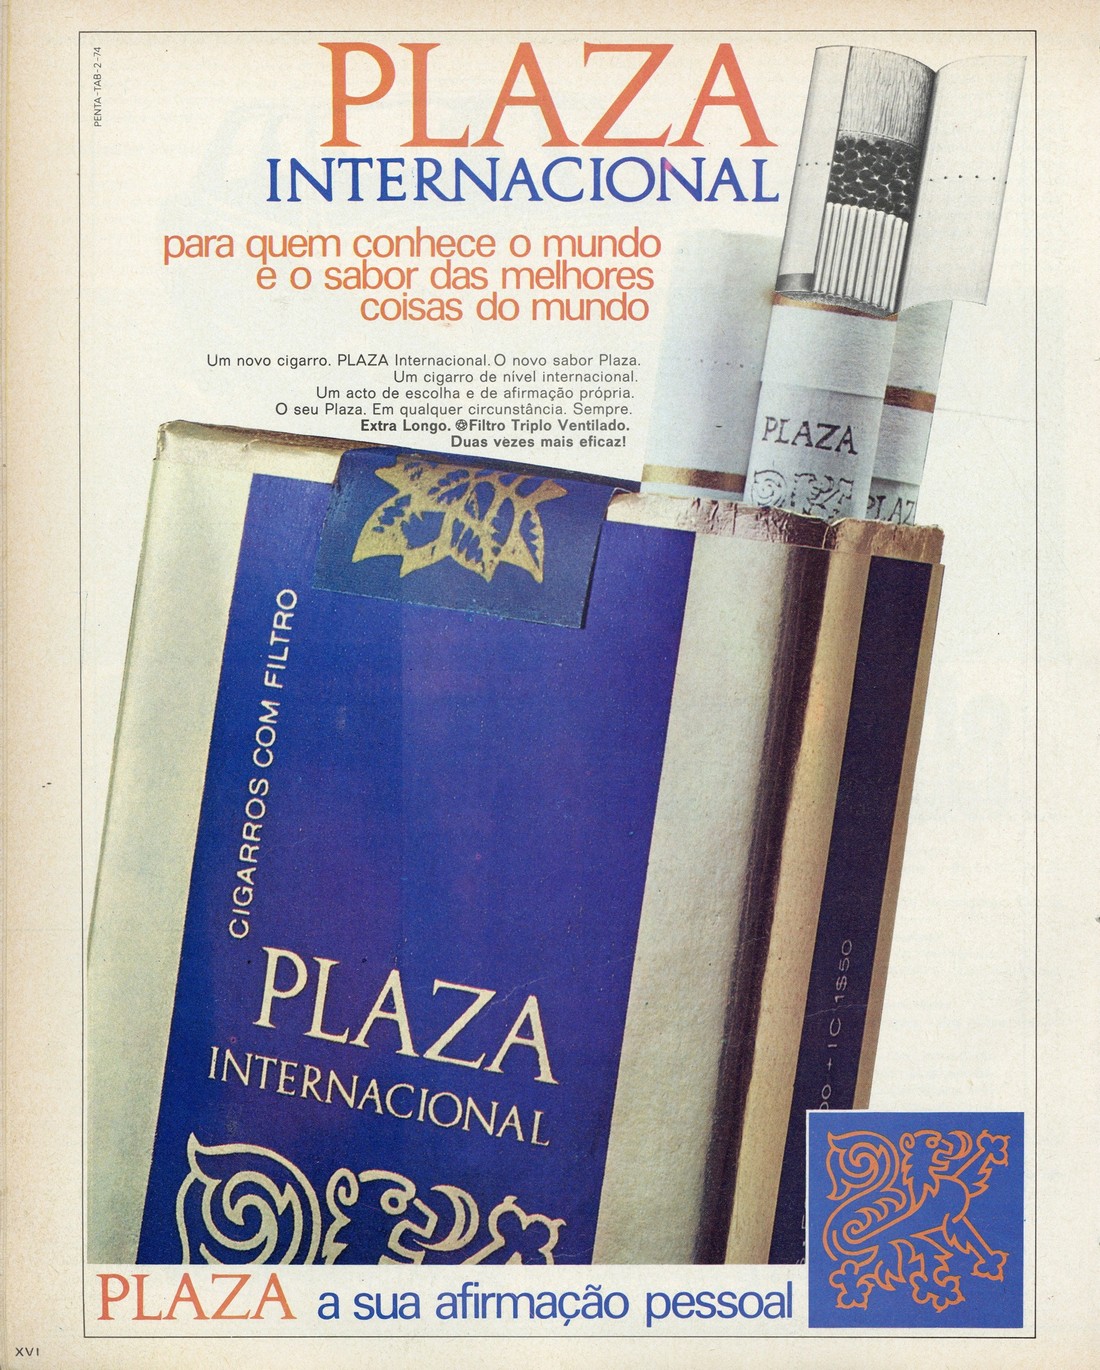 PENTA-TAB-2-74
PLAZA
INTERNACIONAL
para quem conhece o mundo
e o sabor das melhores
coisas do mundo
Um novo cigarro. PLAZA Internacional. O novo sabor Plaza.
Um cigarro de nível internacional.
Um acto de escolha e de afirmação própria.
O seu Plaza. Em qualquer circunstância. Sempre.
Extra Longo. Filtro Triplo Ventilado.
Duas vezes mais eficaz!
PLAZA
PLAZ
CIGARROS COM FILTRO
PLAZA
INTERNACIONAL
+ IC 1$50
PLAZA a sua afirmação pessoal
XVI